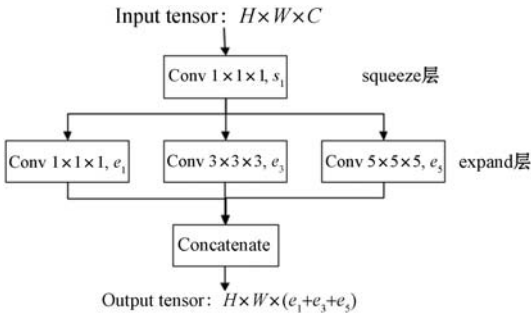 Input tensor: H×W×C
Conv 1×1×1, s₁
squeeze层
Conv 1×1×1, e₁
Conv 3×3×3, e₃
Conv 5×5×5, e₅
expand层
Concatenate
Output tensor: H×W×(e₁+e₃+e₅)